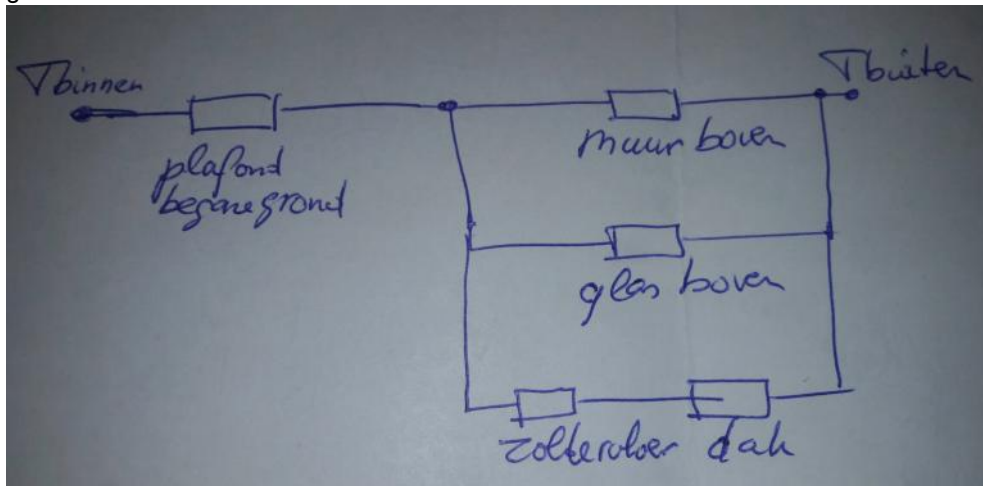 Tbinnen
Tbuiten
plafond
begane grond
muur boven
glas boven
zoldervloer
dak